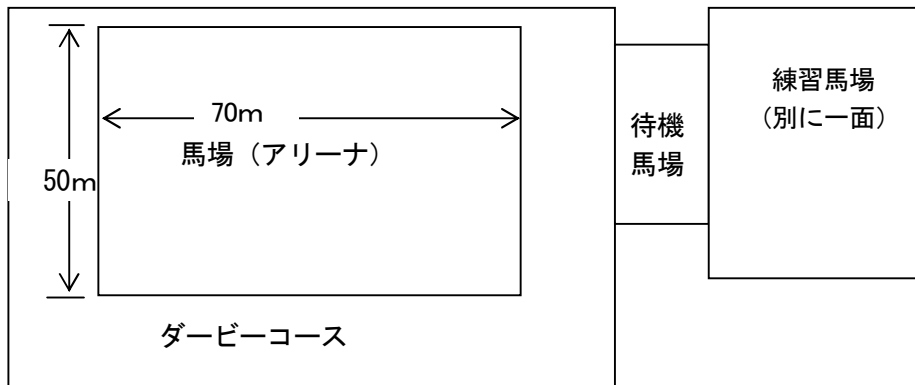 70m
馬場（アリーナ）
50m
ダービーコース
待機
馬場
練習馬場
（別に一面）